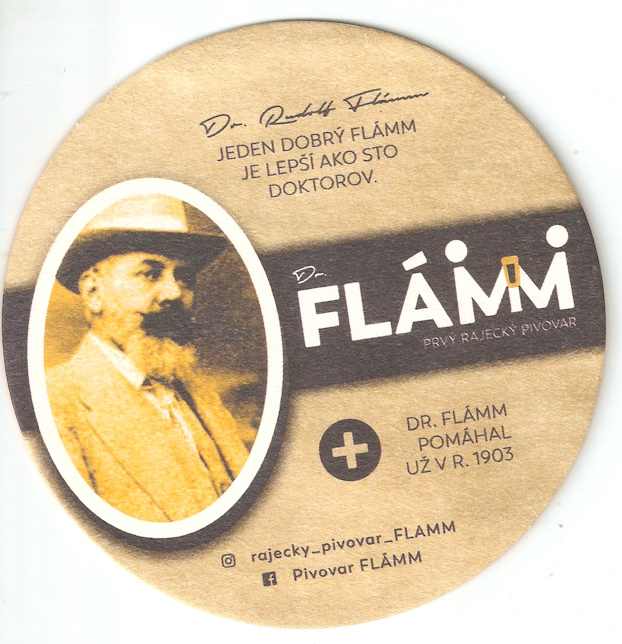 Dr. Rudolf Flámm
JEDEN DOBRÝ FLÁMM
JE LEPŠÍ AKO STO
DOKTOROV.
Dr.
FLÁMM
PRVÝ RAJECKÝ PIVOVAR
DR. FLÁMM
POMÁHAL
UŽ V R. 1903
rajecky_pivovar_FLAMM
Pivovar FLÁMM